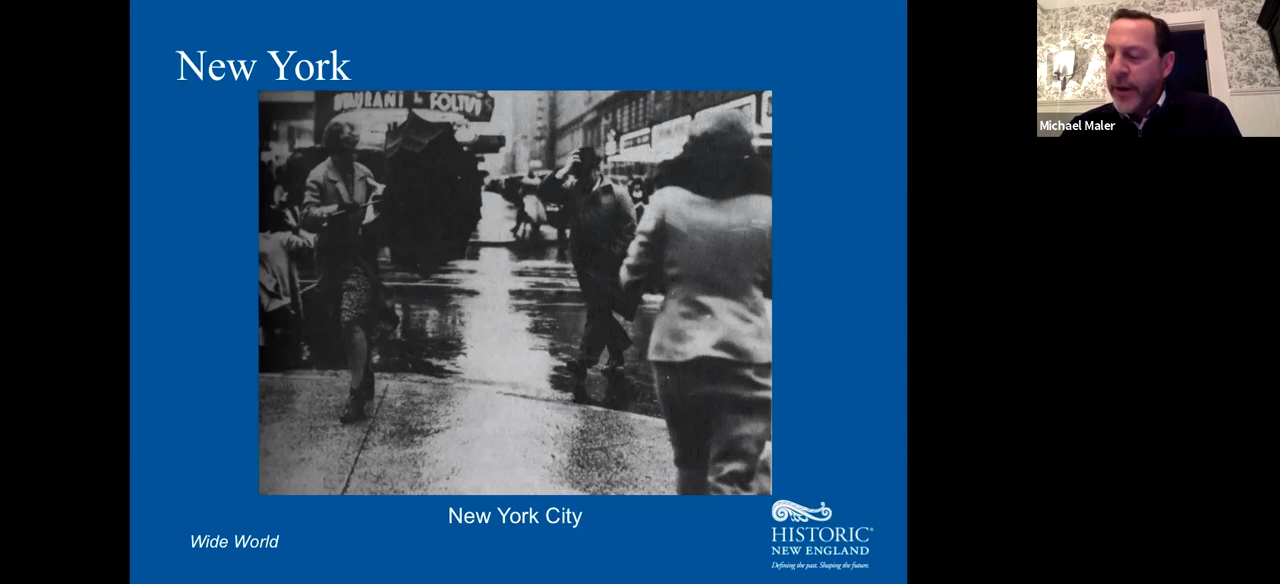 New York
New York City
Wide World
HISTORIC®
NEW ENGLAND
Defining the past. Shaping the future.
Michael Maler